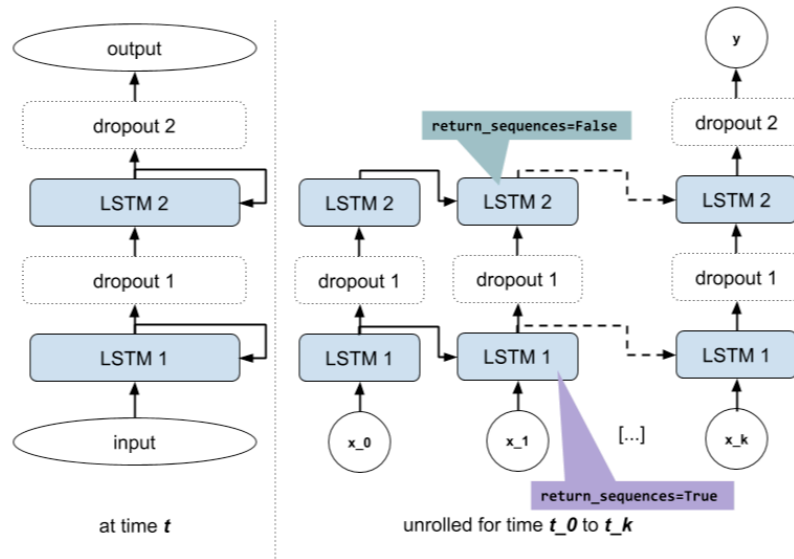 output
dropout 2
LSTM 2
dropout 1
LSTM 1
input
at time t
y
dropout 2
return_sequences=False
LSTM 2
LSTM 2
LSTM 2
dropout 1
dropout 1
dropout 1
LSTM 1
LSTM 1
LSTM 1
x_0
x_1
[...]
x_k
return_sequences=True
unrolled for time t_0 to t_k